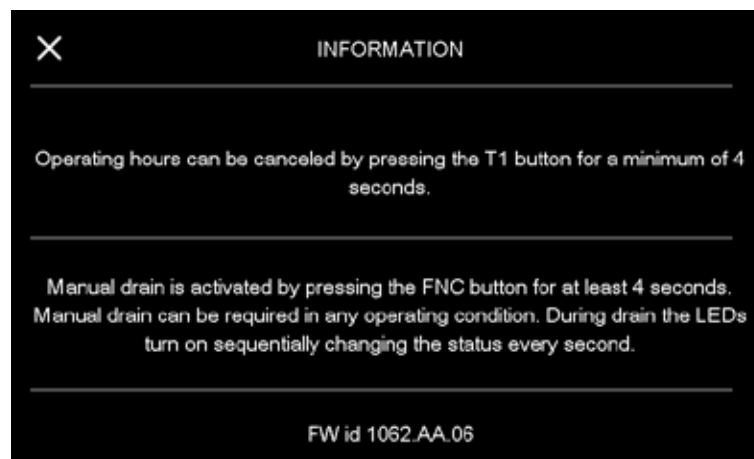 INFORMATION
Operating hours can be canceled by pressing the T1 button for a minimum of 4
seconds.
Manual drain is activated by pressing the FNC button for at least 4 seconds.
Manual drain can be required in any operating condition. During drain the LEDs
turn on sequentially changing the status every second.
FW id 1062.AA.06